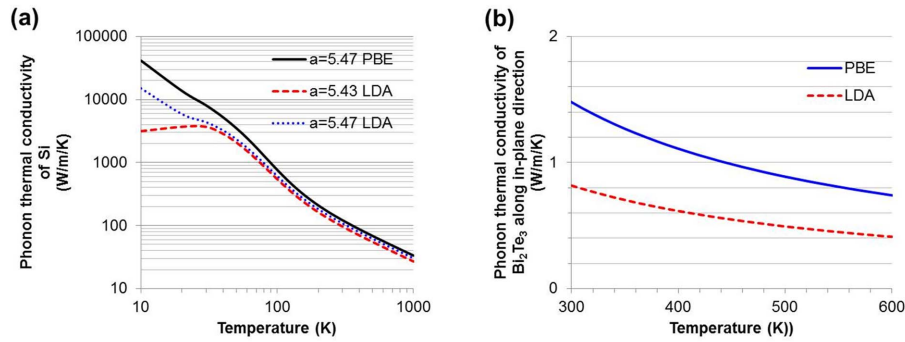 (a)
Phonon thermal conductivity
of Si
(W/m/K)
100000
10000
1000
100
10
a=5.47 PBE
a=5.43 LDA
a=5.47 LDA
10
100
1000
Temperature (K)
(b)
Phonon thermal conductivity of
Bi2Te3 along in-plane direction
(W/m/K)
2
1
0
PBE
LDA
300
400
500
600
Temperature (K))